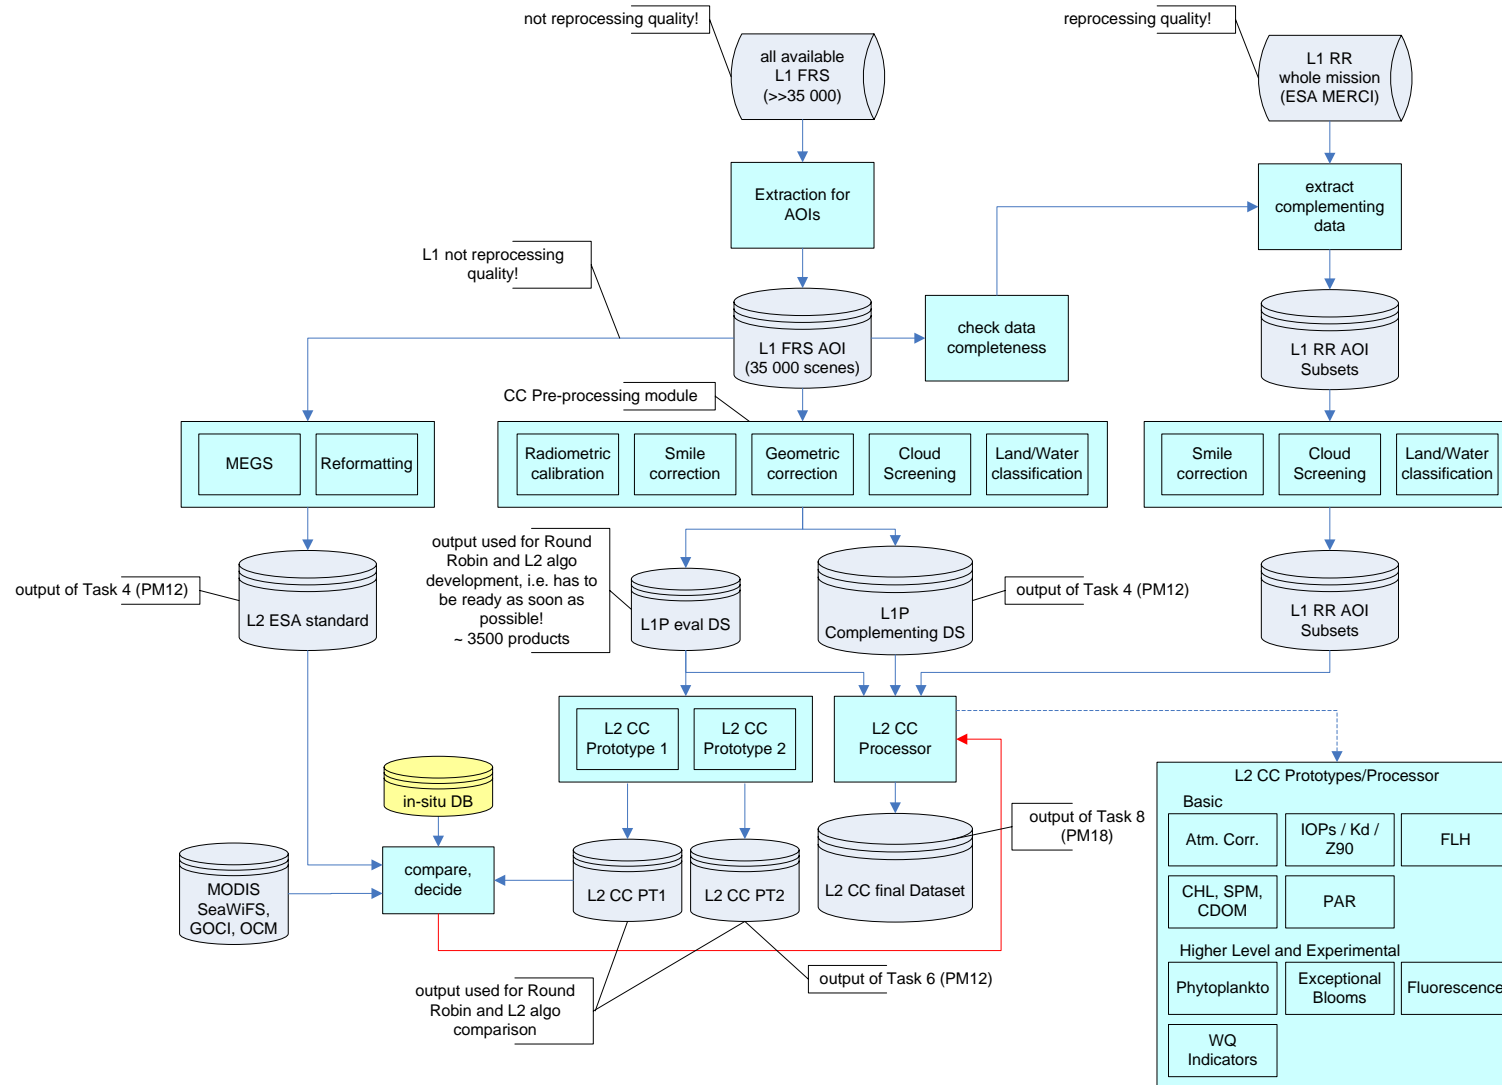 not reprocessing quality!
reprocessing quality!
all available
L1 FRS
(>>35 000)
L1 RR
whole mission
(ESA MERCI)
Extraction for
AOIs
extract
complementing
data
L1 not reprocessing
quality!
L1 FRS AOI
(35 000 scenes)
check data
completeness
L1 RR AOI
Subsets
CC Pre-processing module
MEGS
Reformatting
Radiometric
calibration
Smile
correction
Geometric
correction
Cloud
Screening
Land/Water
classification
Smile
correction
Cloud
Screening
Land/Water
classification
output used for Round
Robin and L2 algo
development, i.e. has to
be ready as soon as
possible!
~ 3500 products
output of Task 4 (PM12)
L2 ESA standard
L1P eval DS
L1P
Complementing DS
output of Task 4 (PM12)
L1 RR AOI
Subsets
L2 CC
Prototype 1
L2 CC
Prototype 2
L2 CC
Processor
in-situ DB
L2 CC Prototypes/Processor
Basic
Atm. Corr.
IOPs / Kd /
Z90
FLH
CHL, SPM,
CDOM
PAR
Higher Level and Experimental
Phytoplankto
Exceptional
Blooms
Fluorescence
WQ
Indicators
output of Task 8
(PM18)
MODIS
SeaWiFS,
GOCI, OCM
compare,
decide
L2 CC PT1
L2 CC PT2
L2 CC final Dataset
output used for Round
Robin and L2 algo
comparison
output of Task 6 (PM12)